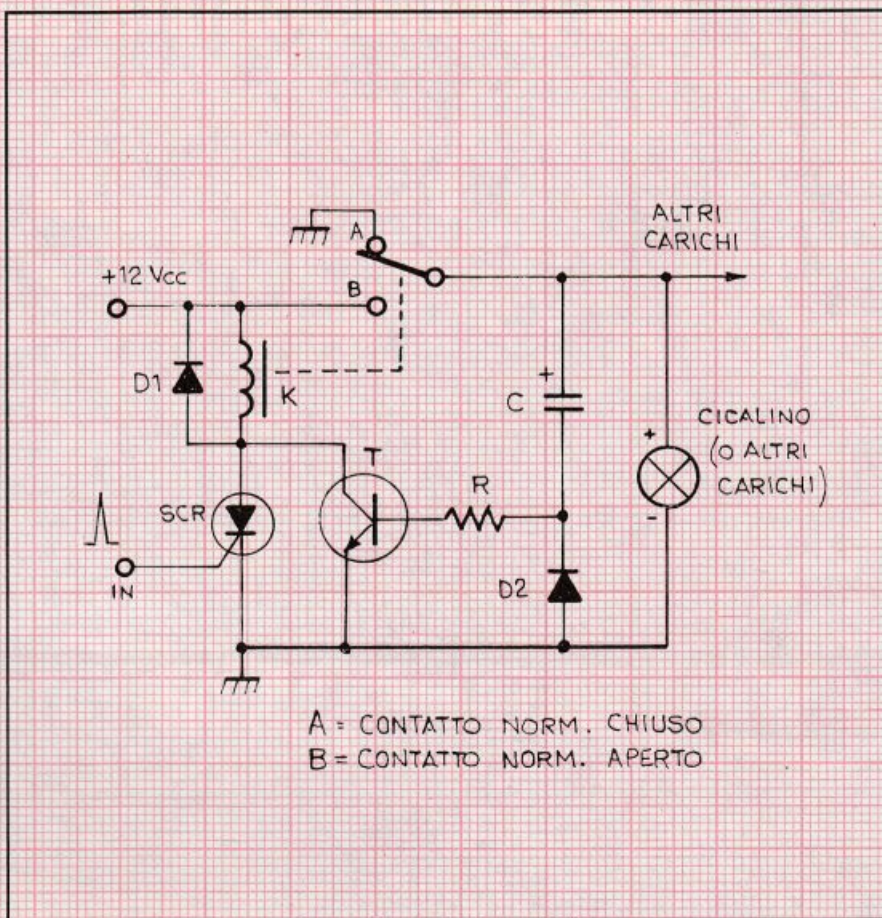 ALTRI
CARICHI
A
+12 Vcc
B
D1
K
+
C
CICALINO
(O ALTRI
CARICHI)
+
-
T
R
SCR
IN
D2
A = CONTATTO NORM. CHIUSO
B = CONTATTO NORM. APERTO